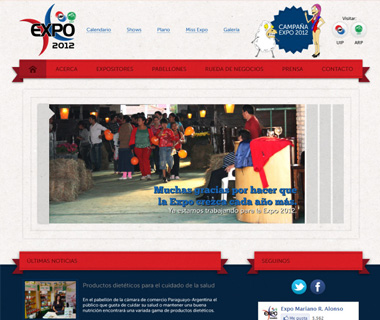 EXPO
2012
Calendario
Shows
Plano
Miss Expo
Galería
CAMPAÑA
EXPO 2012
Visitar:
UIP
ARP
ACERCA
EXPOSITORES
PABELLONES
RUEDA DE NEGOCIOS
PRENSA
CONTACTO
Muchas gracias por hacer que
la Expo crezca cada año más.
Ya estamos trabajando para la Expo 2012
ÚLTIMAS NOTICIAS
SEGUINOS
Productos dietéticos para el cuidado de la salud
En el pabellón de la cámara de comercio Paraguayo-Argentina el
público que gusta de cuidar su salud o mantener una buena
nutrición encontrará una variada gama de productos dietéticos.
Expo Mariano R. Alonso
Me gusta